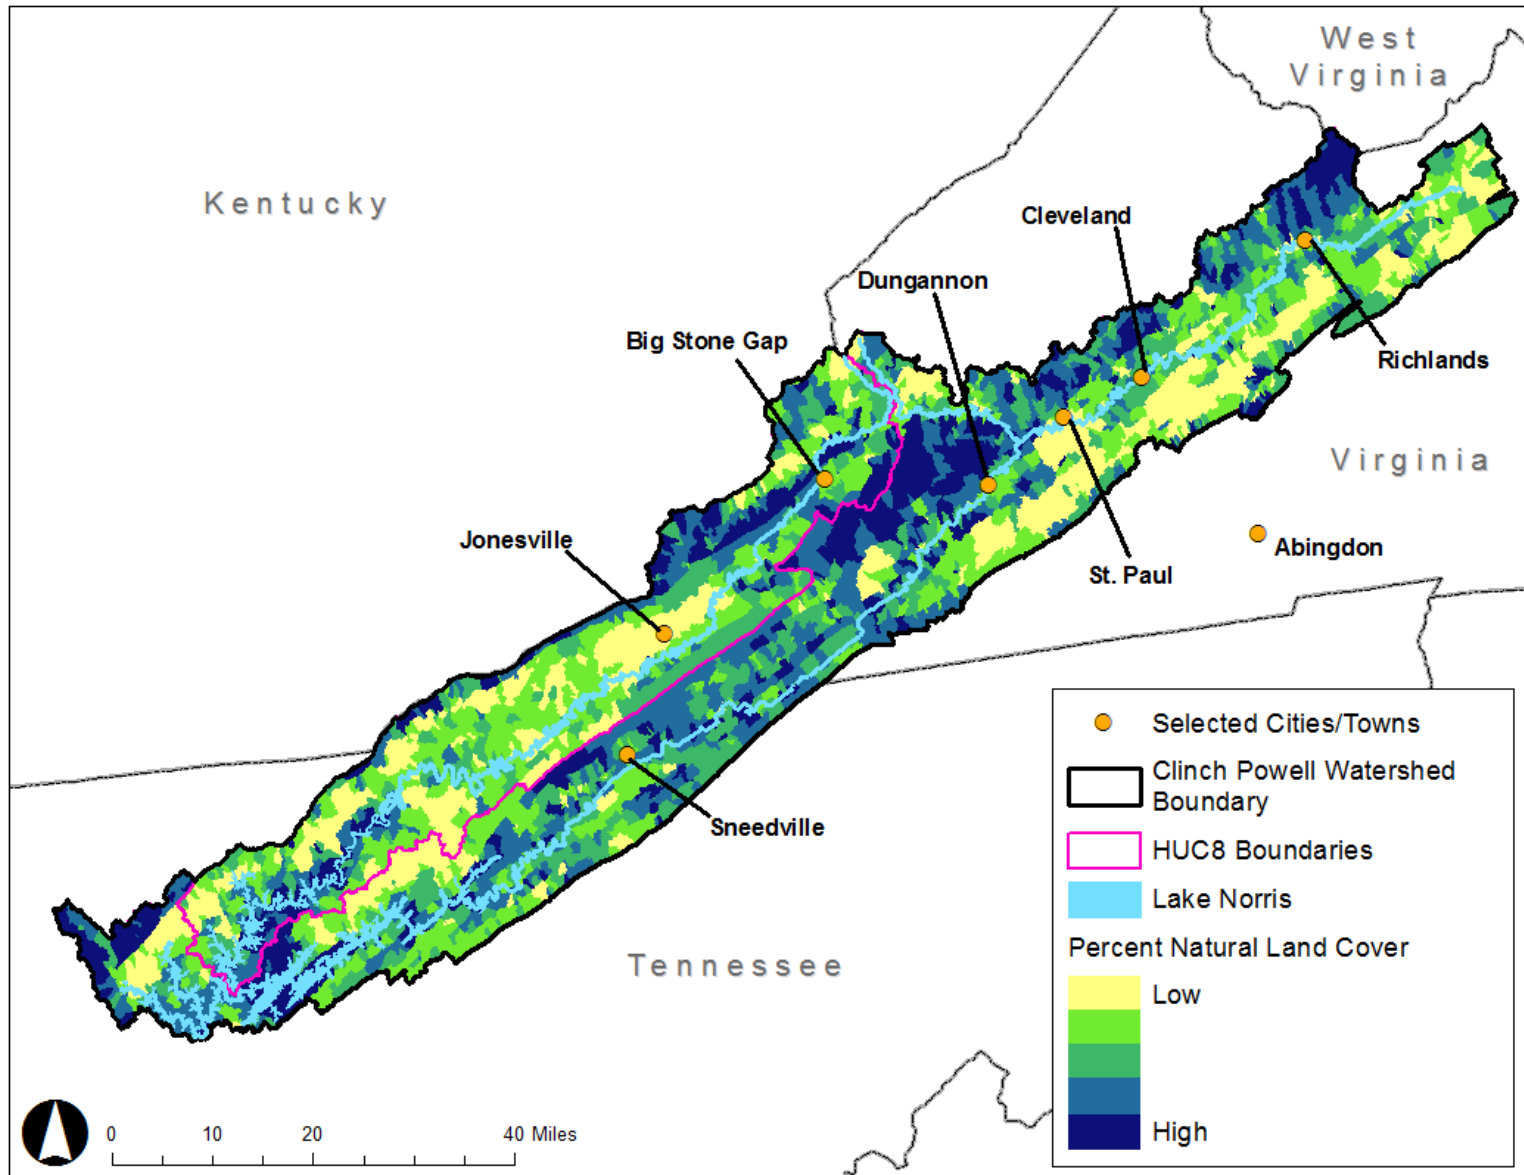 West
Virginia
Kentucky
Cleveland
Dungannon
Big Stone Gap
Richlands
Virginia
Jonesville
Abingdon
St. Paul
Sneedville
Tennessee
Selected Cities/Towns
Clinch Powell Watershed
Boundary
HUC8 Boundaries
Lake Norris
Percent Natural Land Cover
Low
High
0 10 20 40 Miles